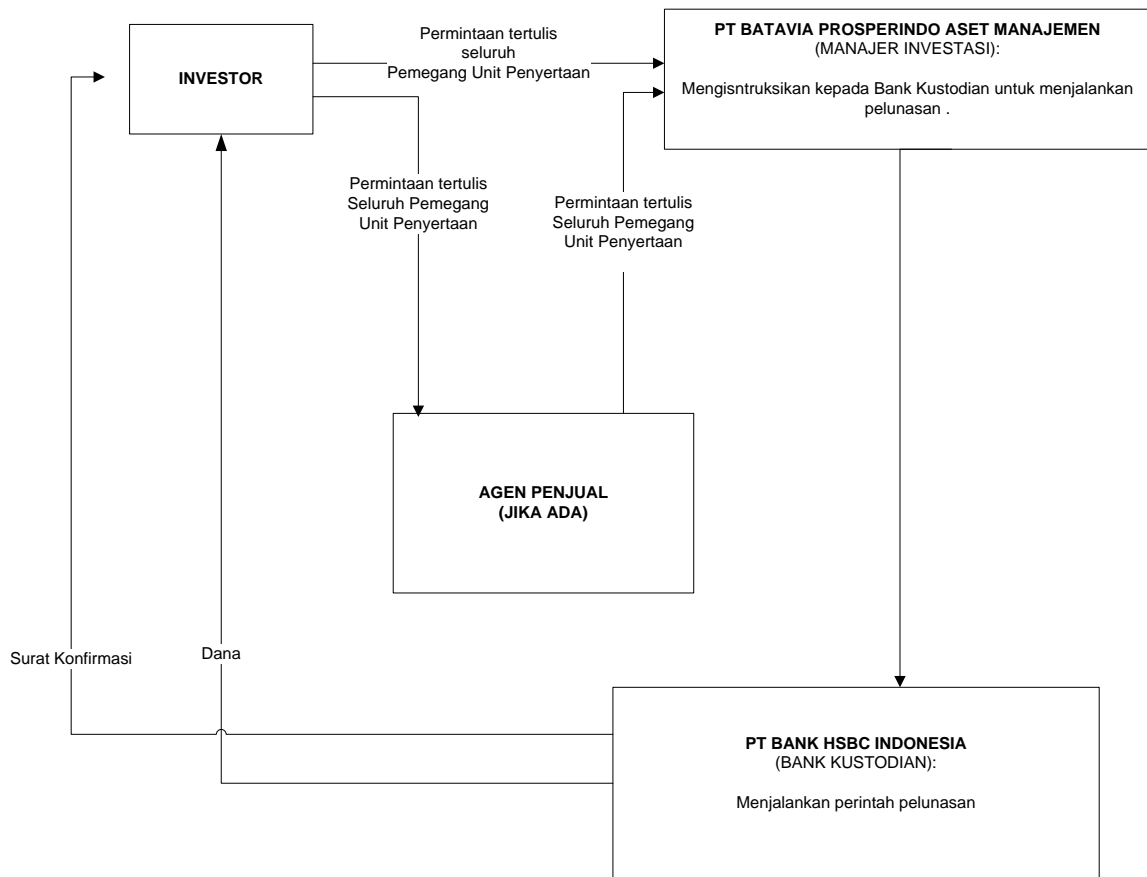 INVESTOR
Permintaan tertulis
seluruh
Pemegang Unit Penyertaan
PT BATAVIA PROSPERINDO ASET MANAJEMEN
(MANAJER INVESTASI):
Mengisntruksikan kepada Bank Kustodian untuk menjalankan
pelunasan .
Permintaan tertulis
Seluruh Pemegang
Unit Penyertaan
Permintaan tertulis
Seluruh Pemegang
Unit Penyertaan
AGEN PENJUAL
(JIKA ADA)
Surat Konfirmasi
Dana
PT BANK HSBC INDONESIA
(BANK KUSTODIAN):
Menjalankan perintah pelunasan